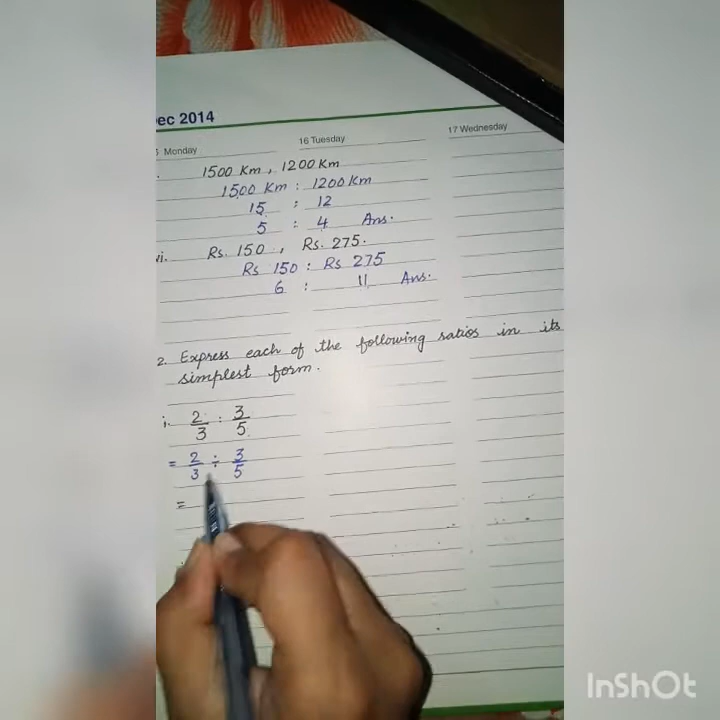 ec 2014
5 Monday
16 Tuesday
17 Wednesday
1500 Km, 1200 Km
1500 Km : 1200 Km
15 : 12
5 : 4 Ans.
vi. Rs. 150 , Rs. 275.
Rs 150 : Rs 275
6 : 11 Ans.
2. Express each of the following ratios in its
simplest form.
i. 2/3 : 3/5
= 2/3 ÷ 3/5
=
InShOt